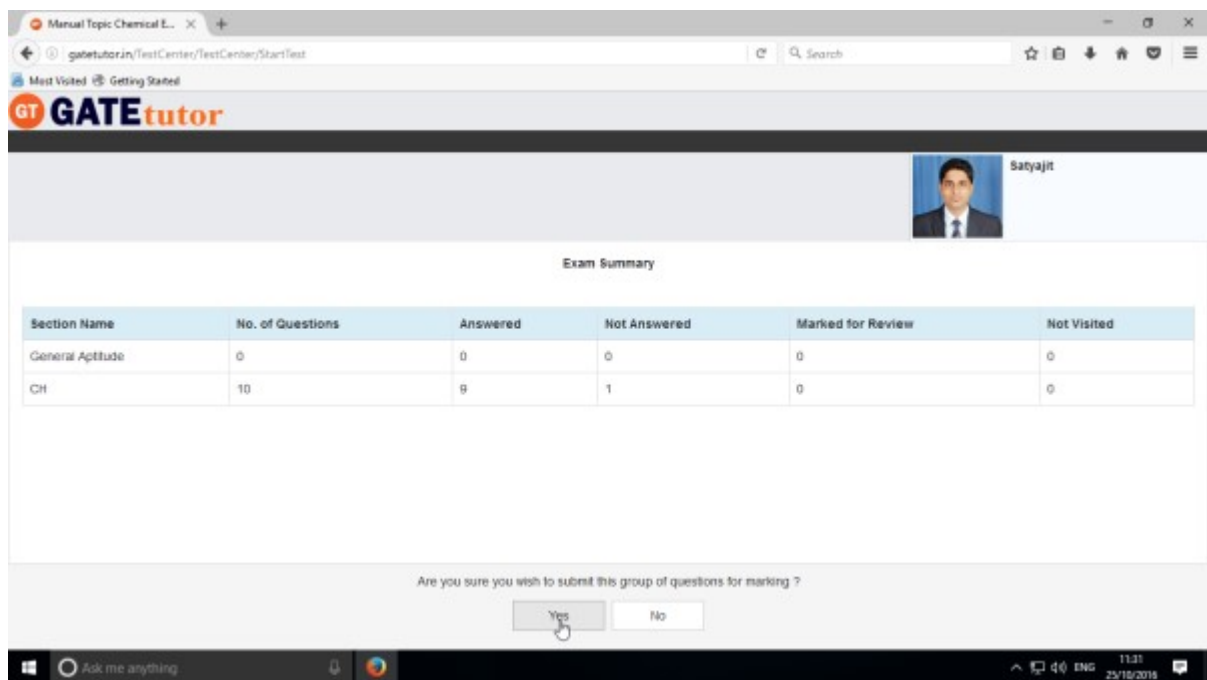 Manual Topic Chemical E...
gatetutor.in/TestCenter/TestCenter/StartTest
Search
Most Visited Getting Started
GT GATEtutor
Satyajit
Exam Summary
Section Name No. of Questions Answered Not Answered Marked for Review Not Visited
General Aptitude 0 0 0 0 0
CH 10 9 1 0 0
Are you sure you wish to submit this group of questions for marking ?
Yes No
Ask me anything
ENG 11:31
25/10/2016